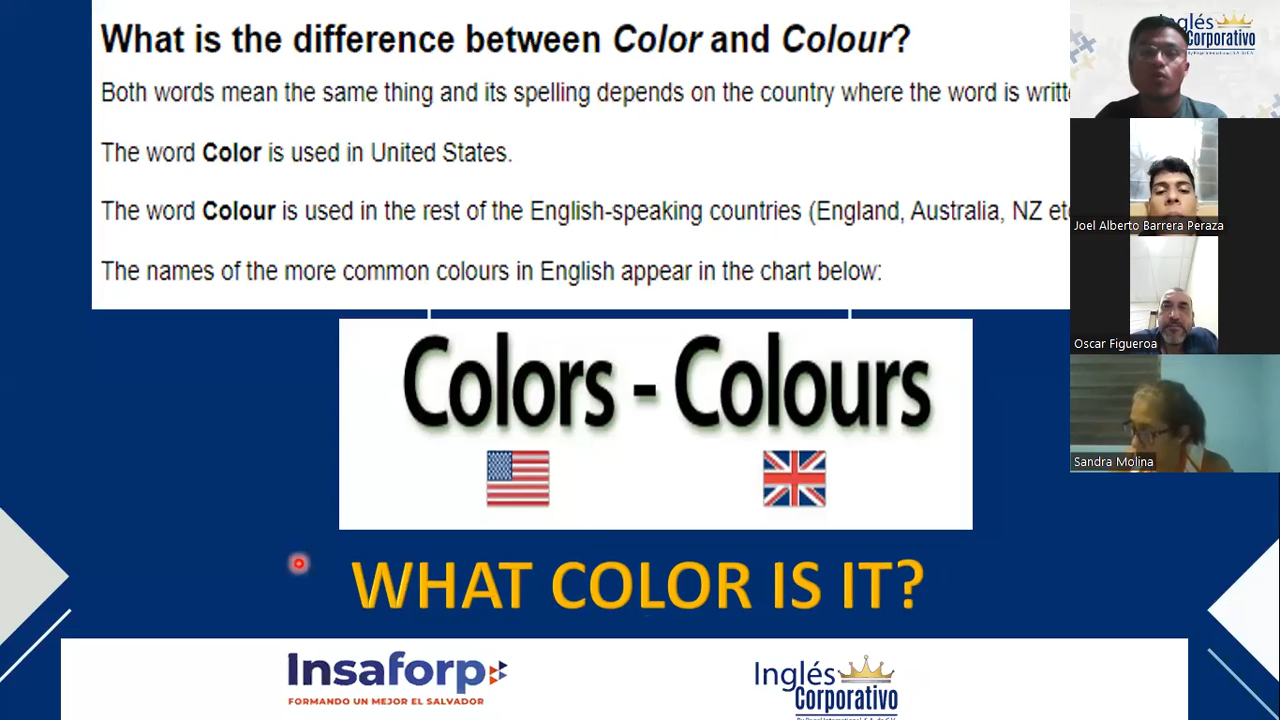 What is the difference between Color and Colour?
Both words mean the same thing and its spelling depends on the country where the word is
The word Color is used in United States.
The word Colour is used in the rest of the English-speaking countries (England, Australia, NZ
The names of the more common colours in English appear in the chart below:
Colors - Colours
WHAT COLOR IS IT?
Insaforp
FORMANDO UN MEJOR EL SALVADOR
Inglés
Corporativo
Inglés
Corporativo
Joel Alberto Barrera Peraza
Oscar Figueroa
Sandra Molina